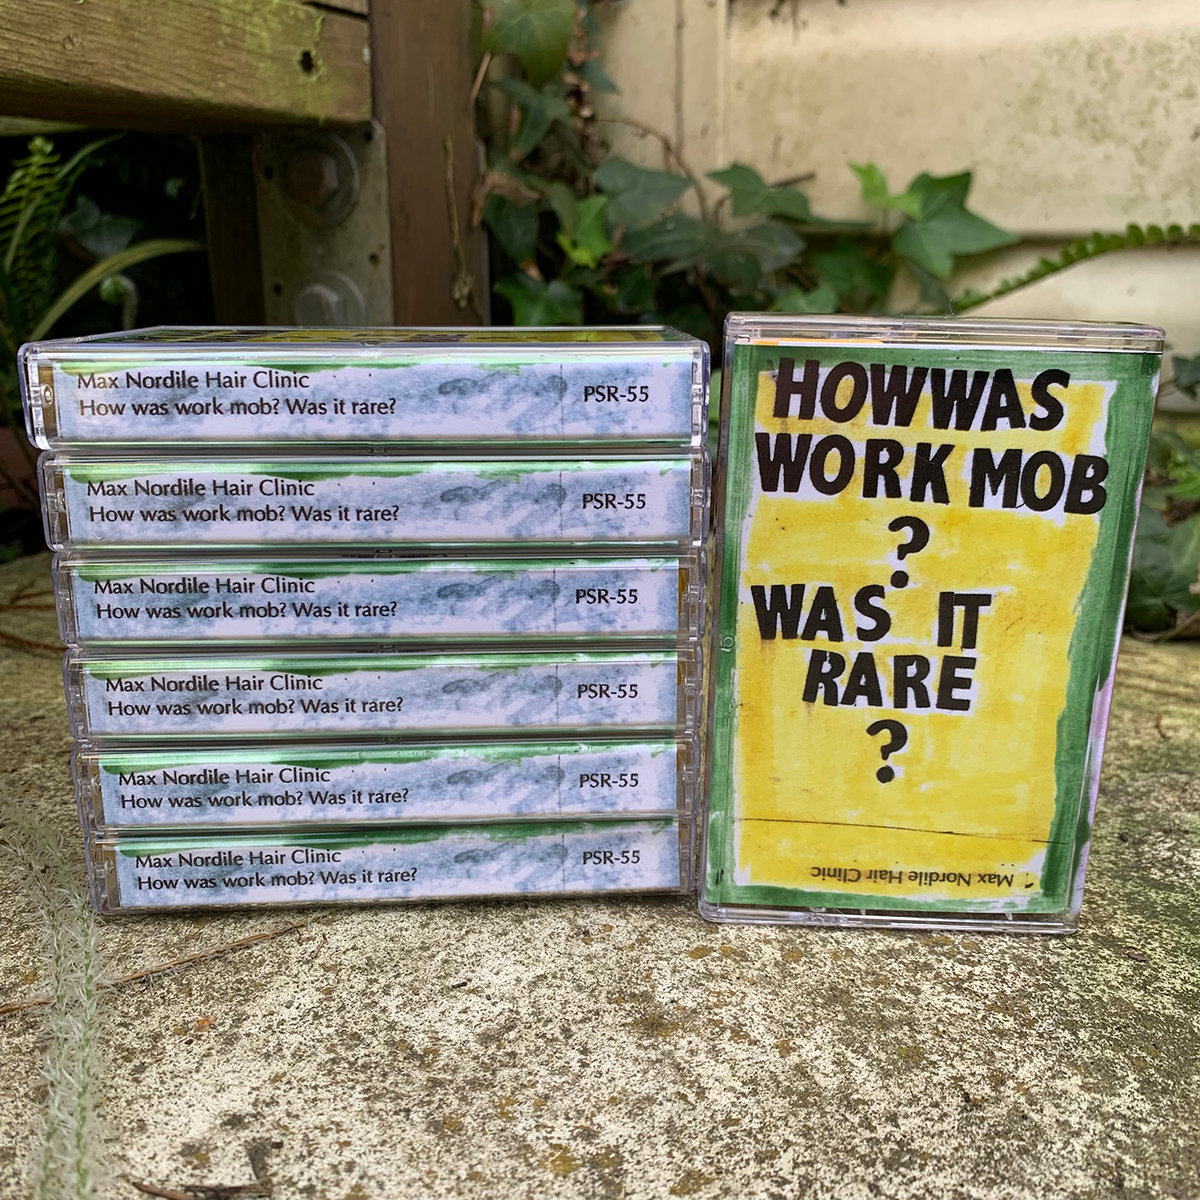 Max Nordile Hair Clinic
How was work mob? Was it rare?
PSR-55
Max Nordile Hair Clinic
How was work mob? Was it rare?
PSR-55
Max Nordile Hair Clinic
How was work mob? Was it rare?
PSR-55
Max Nordile Hair Clinic
How was work mob? Was it rare?
PSR-55
Max Nordile Hair Clinic
How was work mob? Was it rare?
PSR-55
Max Nordile Hair Clinic
How was work mob? Was it rare?
PSR-55
HOW WAS
WORK MOB
?
WAS IT
RARE
?
Max Nordile Hair Clinic